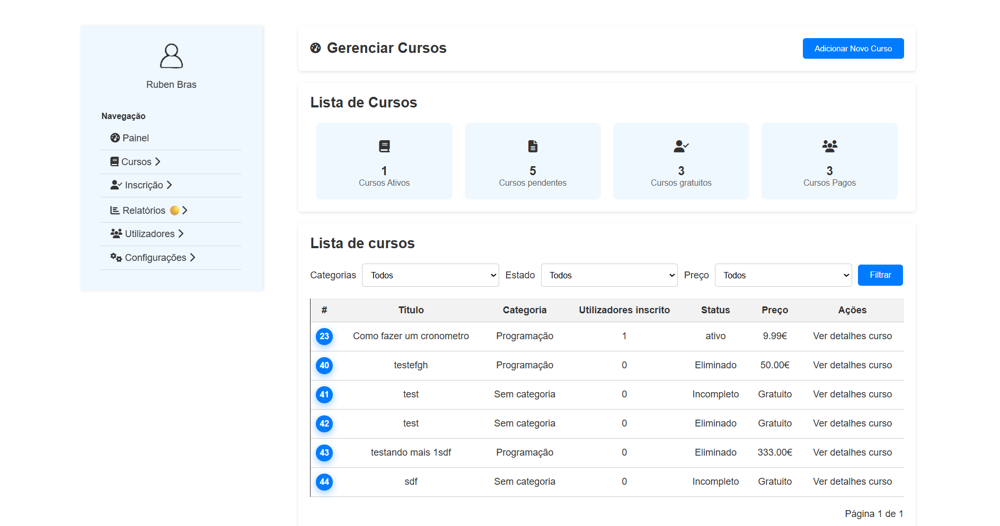 Ruben Bras
Navegação
Painel
Cursos
Inscrição
Relatórios
Utilizadores
Configurações
Gerenciar Cursos
Adicionar Novo Curso
Lista de Cursos
1
Cursos Ativos
5
Cursos pendentes
3
Cursos gratuitos
3
Cursos Pagos
Lista de cursos
Categorias Todos Estado Todos Preço Todos Filtrar
# Título Categoria Utilizadores inscrito Status Preço Ações
23 Como fazer um cronometro Programação 1 ativo 9.99€ Ver detalhes curso
40 testefgh Programação 0 Eliminado 50.00€ Ver detalhes curso
41 test Sem categoria 0 Incompleto Gratuito Ver detalhes curso
42 test Sem categoria 0 Eliminado Gratuito Ver detalhes curso
43 testando mais 1sdf Programação 0 Eliminado 333.00€ Ver detalhes curso
44 sdf Sem categoria 0 Incompleto Gratuito Ver detalhes curso
Página 1 de 1